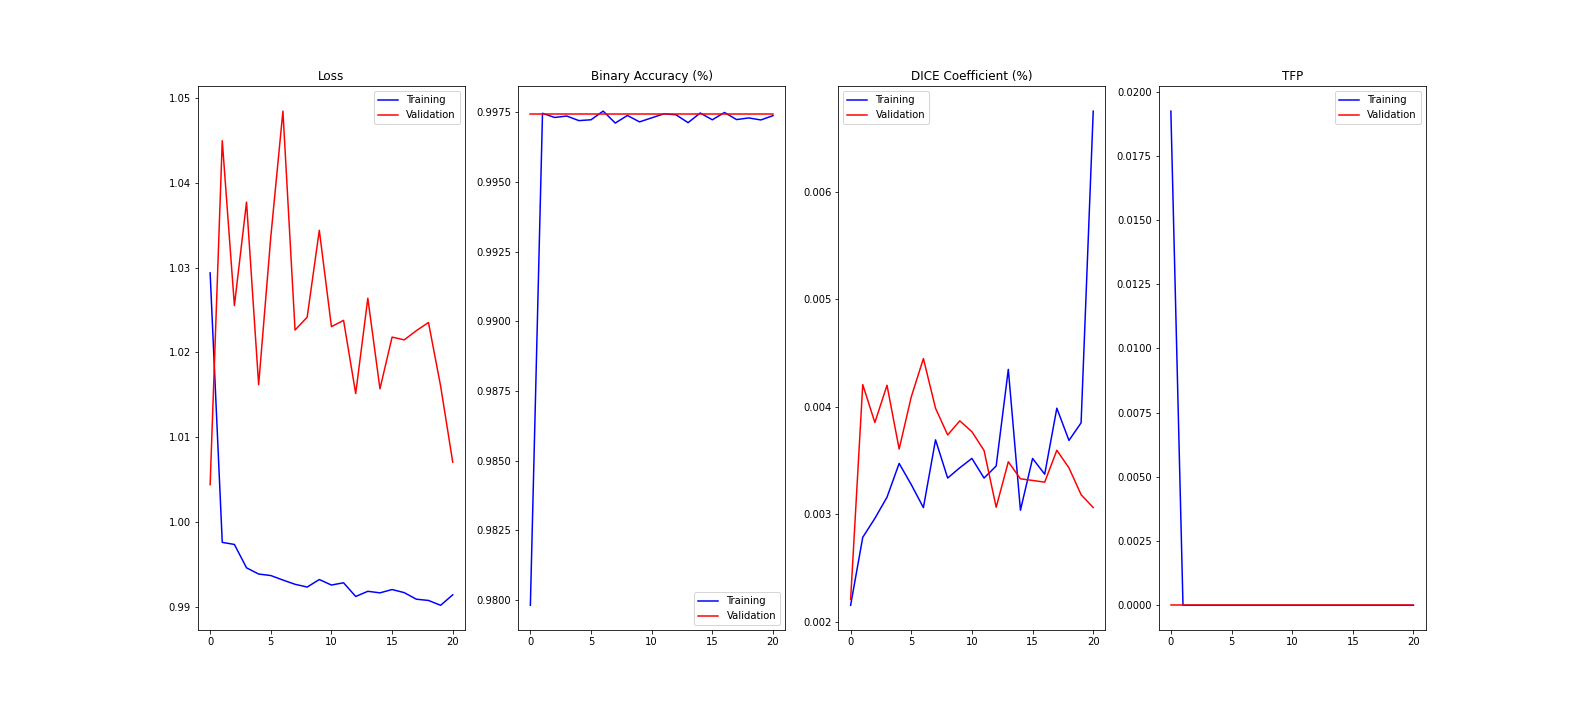 Loss
Training
Validation
1.05
1.04
1.03
1.02
1.01
1.00
0.99
0 5 10 15 20
Binary Accuracy (%)
0.9975
0.9950
0.9925
0.9900
0.9875
0.9850
0.9825
0.9800
Training
Validation
0 5 10 15 20
DICE Coefficient (%)
Training
Validation
0.006
0.005
0.004
0.003
0.002
0 5 10 15 20
TFP
Training
Validation
0.0200
0.0175
0.0150
0.0125
0.0100
0.0075
0.0050
0.0025
0.0000
0 5 10 15 20